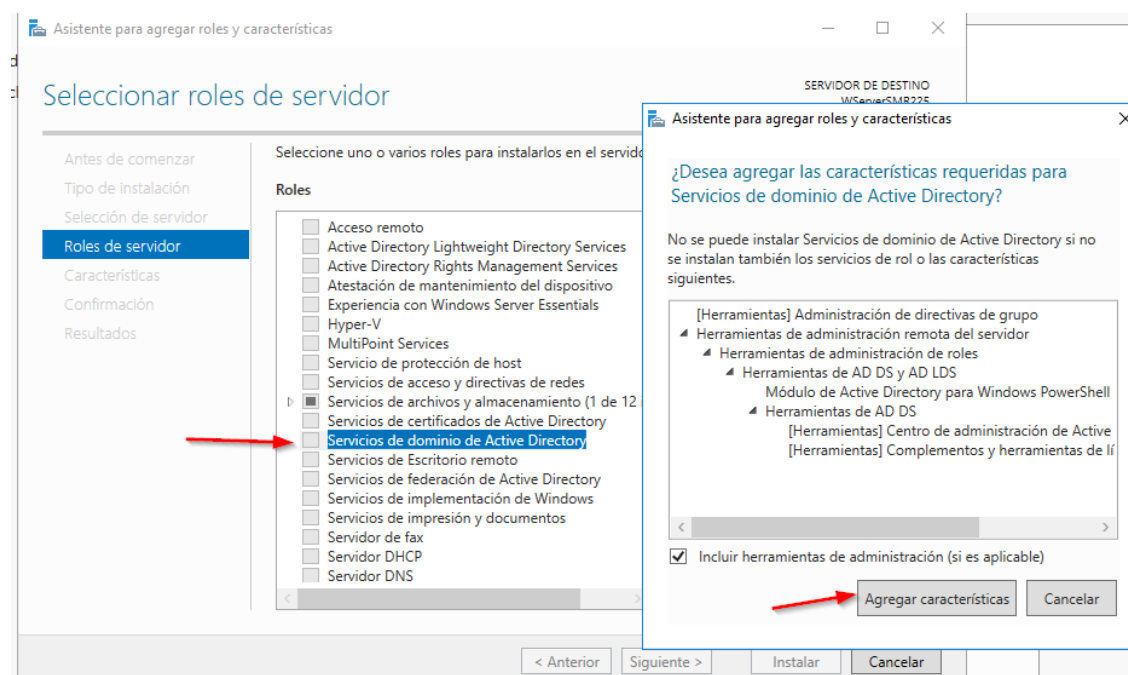 Asistente para agregar roles y características
Seleccionar roles de servidor
SERVIDOR DE DESTINO
WServerSMR225
Antes de comenzar
Tipo de instalación
Selección de servidor
Roles de servidor
Características
Confirmación
Resultados
Seleccione uno o varios roles para instalarlos en el
Roles
Acceso remoto
Active Directory Lightweight Directory Services
Active Directory Rights Management Services
Atestación de mantenimiento del dispositivo
Experiencia con Windows Server Essentials
Hyper-V
MultiPoint Services
Servicio de protección de host
Servicios de acceso y directivas de redes
Servicios de archivos y almacenamiento (1 de 12
Servicios de certificados de Active Directory
Servicios de dominio de Active Directory
Servicios de Escritorio remoto
Servicios de federación de Active Directory
Servicios de implementación de Windows
Servicios de impresión y documentos
Servidor de fax
Servidor DHCP
Servidor DNS
< Anterior
Siguiente >
Instalar
Cancelar
Asistente para agregar roles y características
¿Desea agregar las características requeridas para
Servicios de dominio de Active Directory?
No se puede instalar Servicios de dominio de Active Directory si no
se instalan también los servicios de rol o las características
siguientes.
[Herramientas] Administración de directivas de grupo
Herramientas de administración remota del servidor
Herramientas de administración de roles
Herramientas de AD DS y AD LDS
Módulo de Active Directory para Windows PowerShell
Herramientas de AD DS
[Herramientas] Centro de administración de Active
[Herramientas] Complementos y herramientas de
Incluir herramientas de administración (si es aplicable)
Agregar características
Cancelar